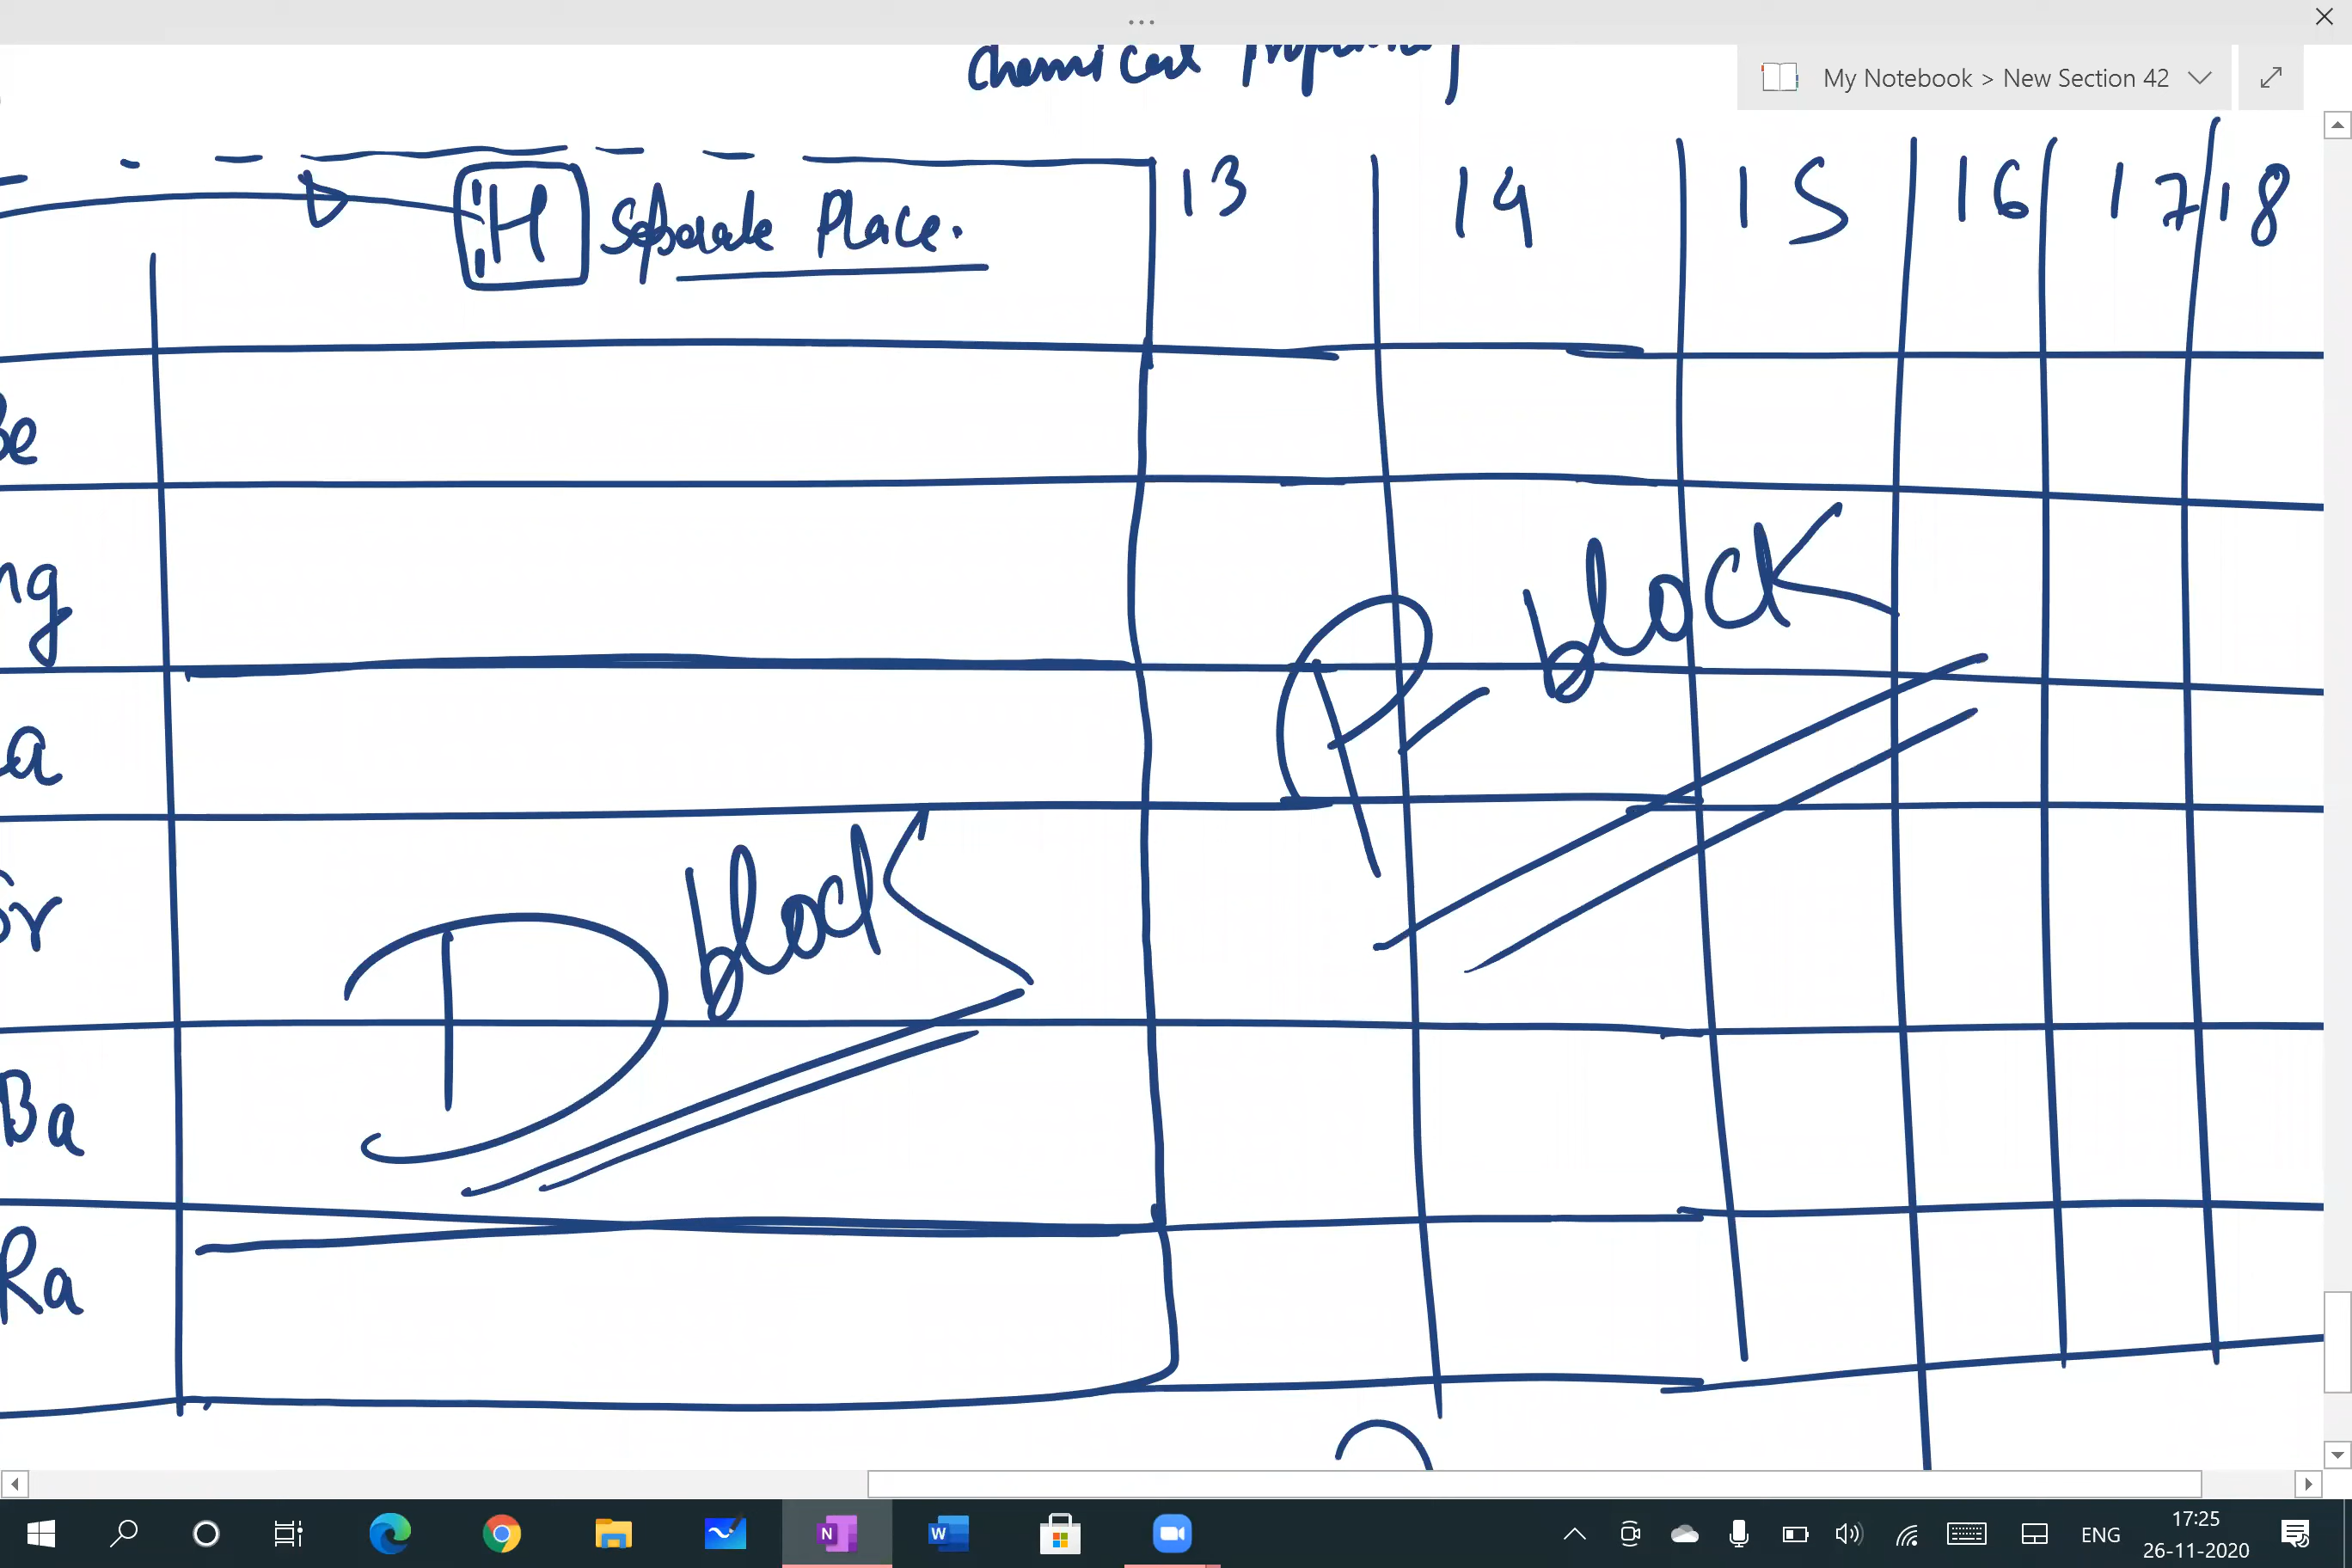 Chemical
My Notebook > New Section 42
H Separate Place.
13 14 15 16 17 18
Be
Mg
P block
Ca
D block
Sr
Ba
Ra
ENG
17:25
26-11-2020